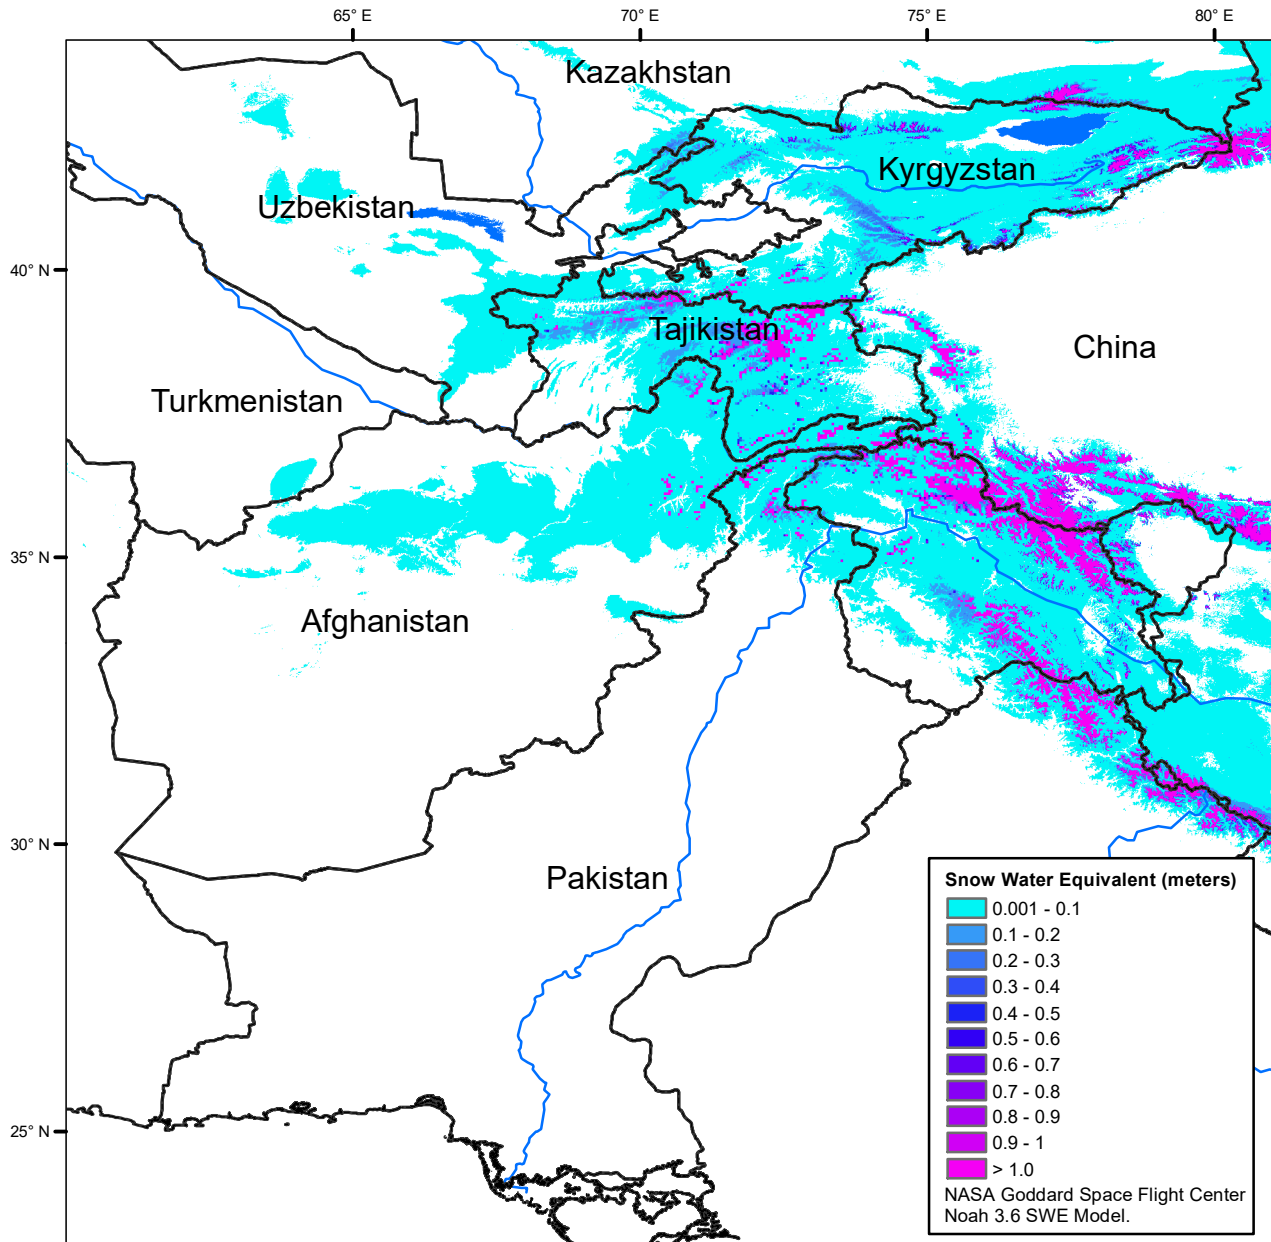 65° E
70° E
75° E
80° E
Kazakhstan
Kyrgyzstan
Uzbekistan
40° N
Tajikistan
China
Turkmenistan
35° N
Afghanistan
30° N
Pakistan
25° N
Snow Water Equivalent (meters)
0.001 - 0.1
0.1 - 0.2
0.2 - 0.3
0.3 - 0.4
0.4 - 0.5
0.5 - 0.6
0.6 - 0.7
0.7 - 0.8
0.8 - 0.9
0.9 - 1
> 1.0
NASA Goddard Space Flight Center
Noah 3.6 SWE Model.